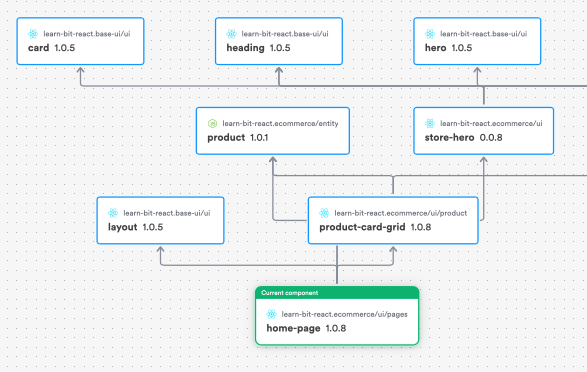 learn-bit-react.base-ui/ui
card 1.0.5
learn-bit-react.base-ui/ui
heading 1.0.5
learn-bit-react.base-ui/ui
hero 1.0.5
learn-bit-react.ecommerce/entity
product 1.0.1
learn-bit-react.ecommerce/ui
store-hero 0.0.8
learn-bit-react.base-ui/ui
layout 1.0.5
learn-bit-react.ecommerce/ui/product
product-card-grid 1.0.8
Current component
learn-bit-react.ecommerce/ui/pages
home-page 1.0.8